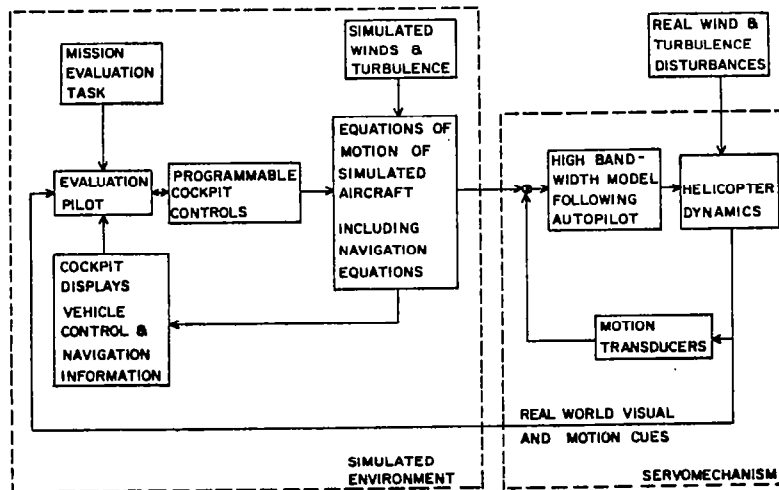 MISSION
EVALUATION
TASK
SIMULATED
WINDS &
TURBULENCE
REAL WIND &
TURBULENCE
DISTURBANCES
EVALUATION
PILOT
PROGRAMMABLE
COCKPIT
CONTROLS
EQUATIONS OF
MOTION OF
SIMULATED
AIRCRAFT
INCLUDING
NAVIGATION
EQUATIONS
HIGH BAND-
WIDTH MODEL
FOLLOWING
AUTOPILOT
HELICOPTER
DYNAMICS
COCKPIT
DISPLAYS
VEHICLE
CONTROL &
NAVIGATION
INFORMATION
MOTION
TRANSDUCERS
REAL WORLD VISUAL
AND MOTION CUES
SIMULATED
ENVIRONMENT
SERVOMECHANISM